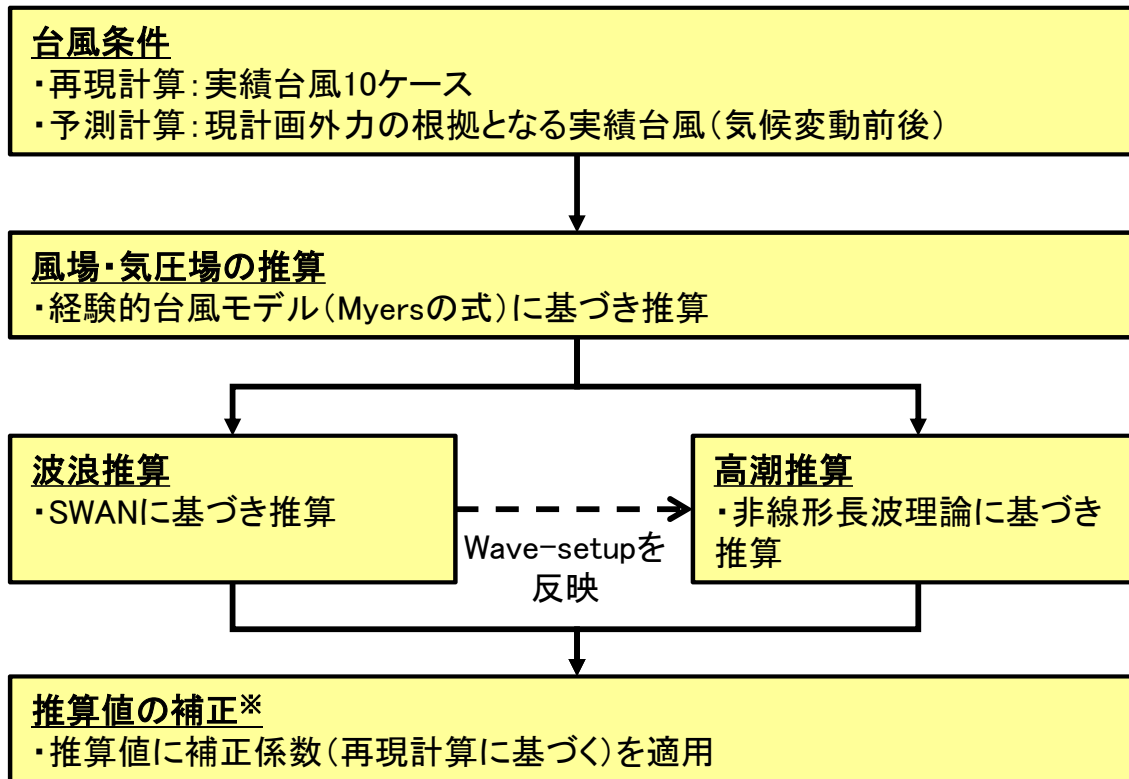 台風条件
・再現計算:実績台風10ケース
・予測計算:現計画外力の根拠となる実績台風(気候変動前後)
風場・気圧場の推算
・経験的台風モデル(Myersの式)に基づき推算
波浪推算
・SWANに基づき推算
Wave-setupを
反映
高潮推算
・非線形長波理論に基づき
推算
推算値の補正※
・推算値に補正係数(再現計算に基づく)を適用